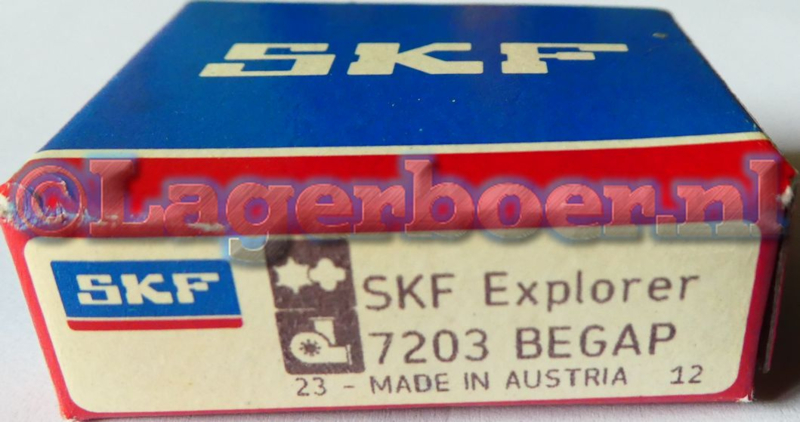 SKF
©Lagerboer.nl
SKF
SKF Explorer
7203 BEGAP
23 - MADE IN AUSTRIA 12